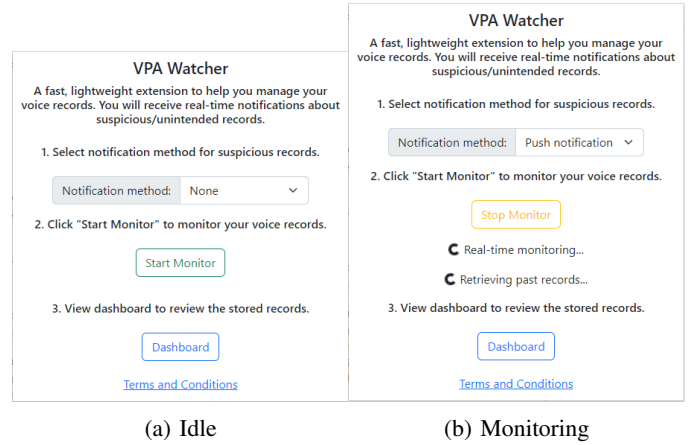 VPA Watcher
A fast, lightweight extension to help you manage your
voice records. You will receive real-time notifications about
suspicious/unintended records.
1. Select notification method for suspicious records.
Notification method: None
2. Click "Start Monitor" to monitor your voice records.
Start Monitor
3. View dashboard to review the stored records.
Dashboard
Terms and Conditions
(a) Idle
VPA Watcher
A fast, lightweight extension to help you manage your
voice records. You will receive real-time notifications about
suspicious/unintended records.
1. Select notification method for suspicious records.
Notification method: Push notification
2. Click "Start Monitor" to monitor your voice records.
Stop Monitor
Real-time monitoring...
Retrieving past records...
3. View dashboard to review the stored records.
Dashboard
Terms and Conditions
(b) Monitoring